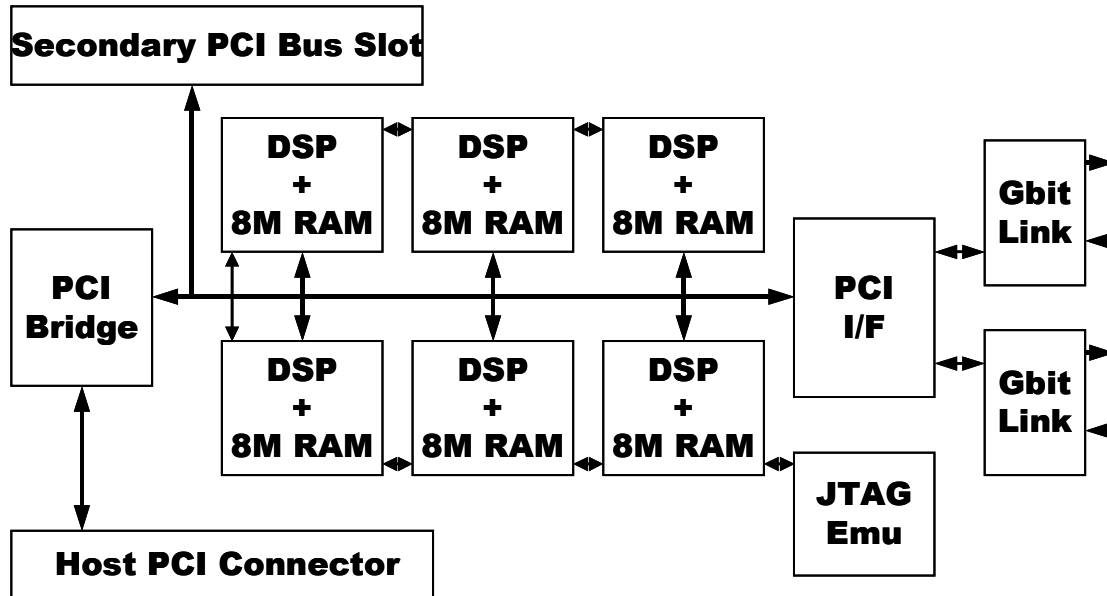 Secondary PCI Bus Slot
DSP
+
8M RAM
DSP
+
8M RAM
DSP
+
8M RAM
Gbit
Link
PCI
Bridge
PCI
I/F
DSP
+
8M RAM
DSP
+
8M RAM
DSP
+
8M RAM
Gbit
Link
JTAG
Emu
Host PCI Connector